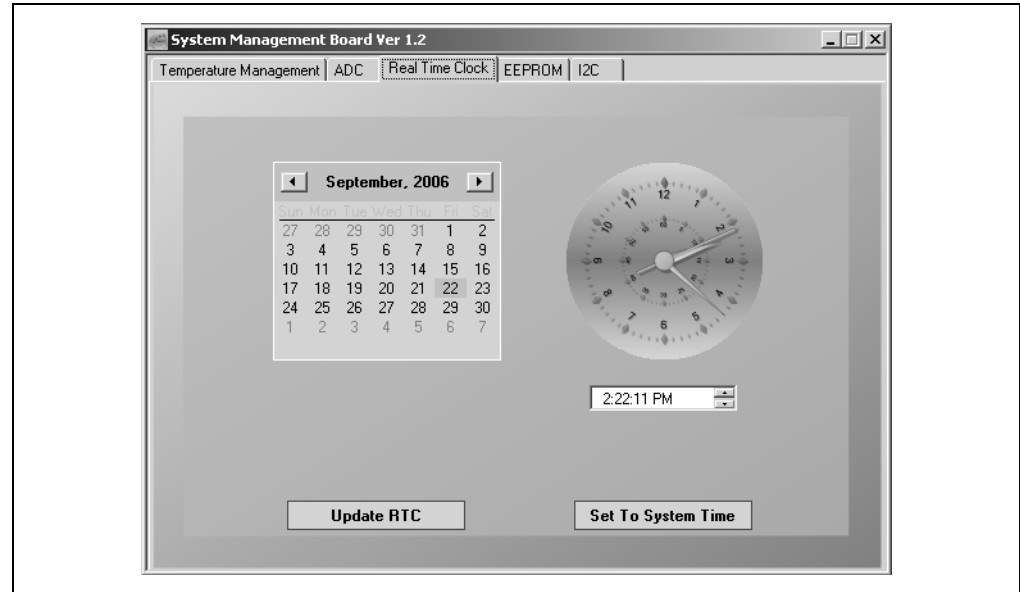 System Management Board Ver 1.2
Temperature Management ADC Real Time Clock EEPROM I2C
September, 2006
Sun Mon Tue Wed Thu Fri Sat
27 28 29 30 31 1 2
3 4 5 6 7 8 9
10 11 12 13 14 15 16
17 18 19 20 21 22 23
24 25 26 27 28 29 30
1 2 3 4 5 6 7
12
1
2
3
4
5
6
7
8
9
10
11
2:22:11 PM
Update RTC
Set To System Time